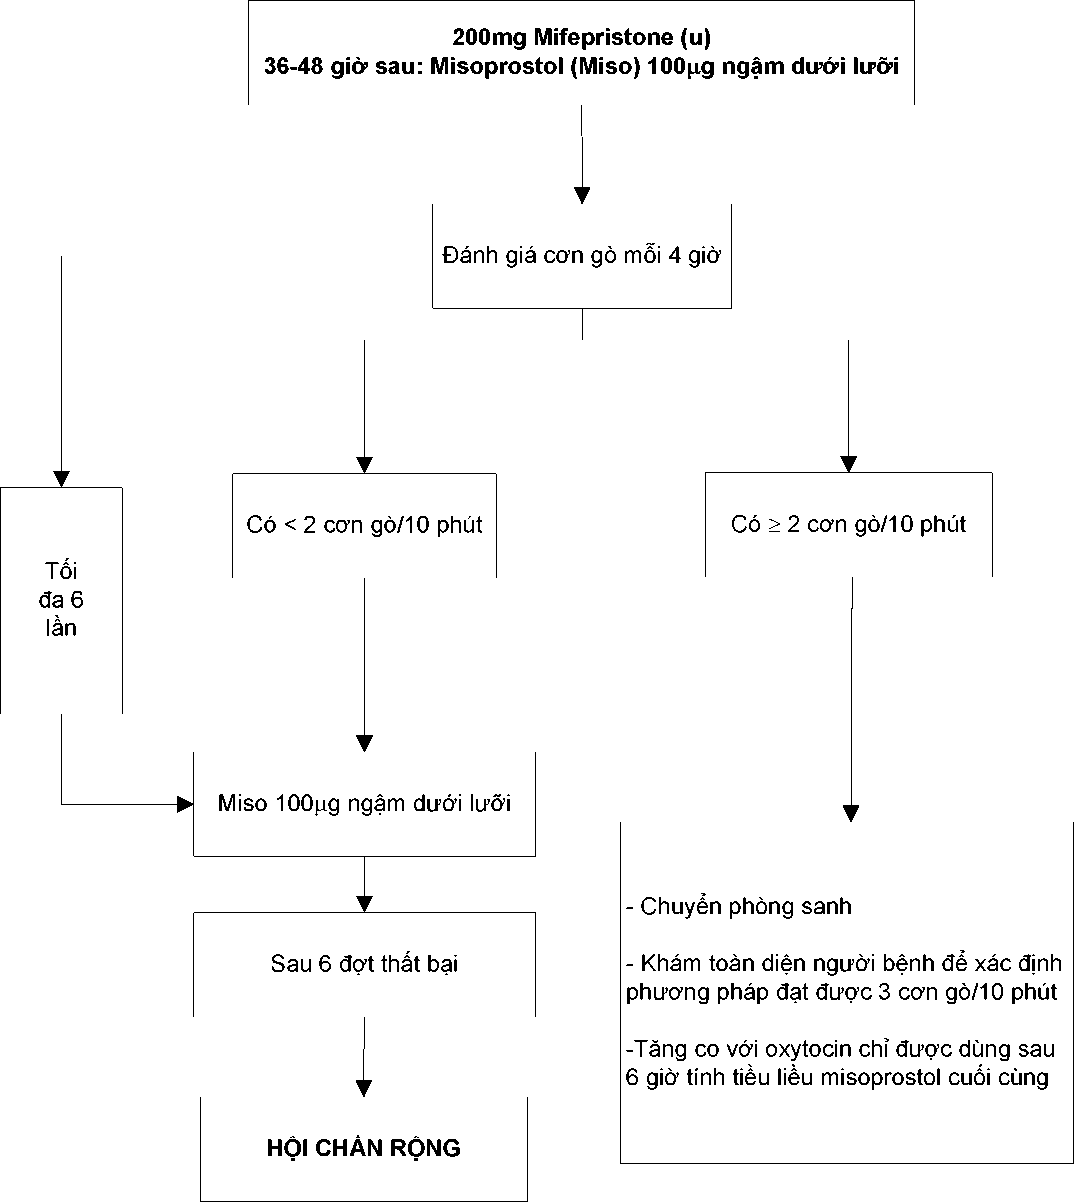 200mg Mifepristone (u)
36-48 giờ sau: Misoprostol (Miso) 100μg ngậm dưới lưỡi
Đánh giá cơn gò mỗi 4 giờ
Có < 2 cơn gò/10 phút
Có ≥ 2 cơn gò/10 phút
Tối
đa 6
lần
Miso 100μg ngậm dưới lưỡi
Sau 6 đợt thất bại
HỘI CHẨN RỘNG
- Chuyển phòng sanh
- Khám toàn diện người bệnh để xác định
phương pháp đạt được 3 cơn gò/10 phút
-Tăng co với oxytocin chỉ được dùng sau
6 giờ tính tiều liều misoprostol cuối cùng